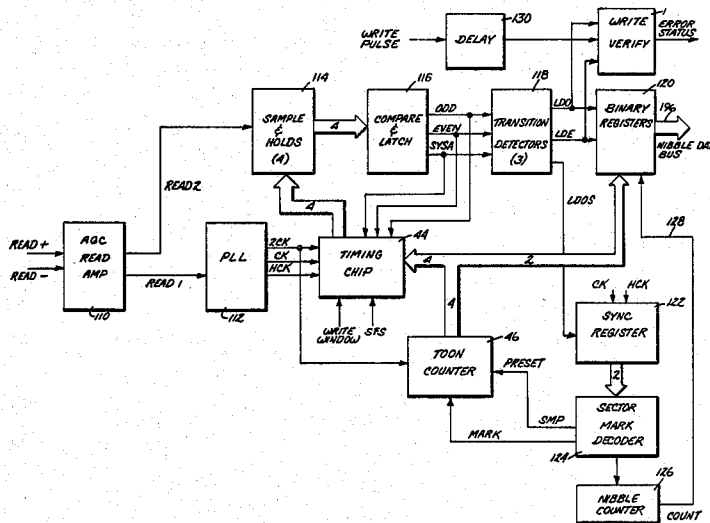 130
WRITE
PULSE
DELAY
1
WRITE
VERIFY
ERROR
STATUS
114
SAMPLE
&
HOLDS
(4)
4
116
COMPARE
&
LATCH
ODD
EVEN
SYSA
118
TRANSITION
DETECTORS
(3)
LDO
LDE
LDOS
120
BINARY
REGISTERS
196
NIBBLE DA
BUS
READ 2
4
READ+
READ-
AGC
READ
AMP
110
READ 1
PLL
112
2CK
CK
HCK
TIMING
CHIP
44
4
2
128
WRITE
WINDOW
SFS
4
CK
HCK
SYNC
REGISTER
122
TOON
COUNTER
46
PRESET
2
MARK
SMP
SECTOR
MARK
DECODER
124
NIBBLE
COUNTER
126
COUNT